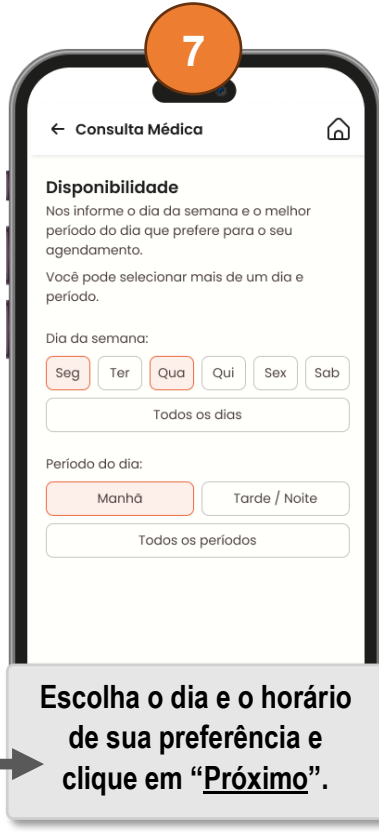 7
← Consulta Médica
Disponibilidade
Nos informe o dia da semana e o melhor
período do dia que prefere para o seu
agendamento.
Você pode selecionar mais de um dia e
período.
Dia da semana:
Seg Ter Qua Qui Sex Sab
Todos os dias
Período do dia:
Manhã Tarde / Noite
Todos os períodos
Escolha o dia e o horário
de sua preferência e
clique em “Próximo”.